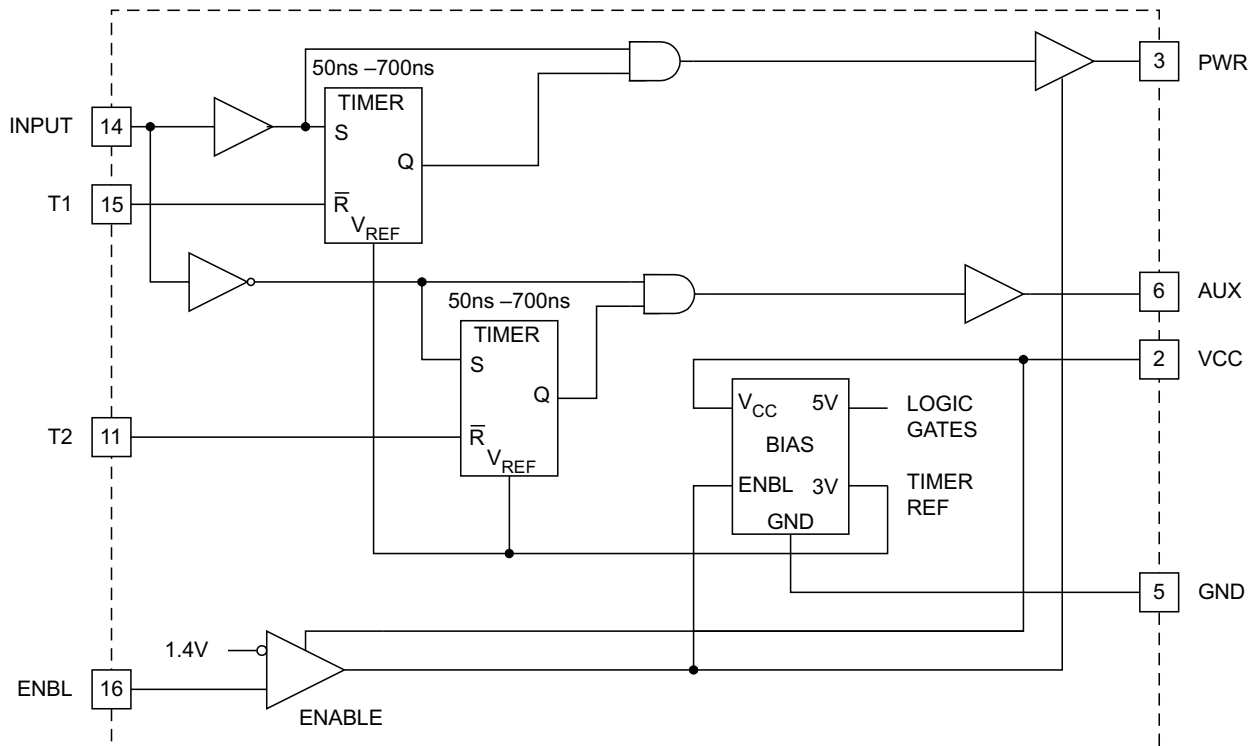 50ns –700ns
TIMER
S
Q
R̅
VREF
INPUT
14
T1
15
50ns –700ns
TIMER
S
Q
R̅
VREF
T2
11
3
PWR
6
AUX
2
VCC
VCC
5V
BIAS
ENBL
3V
GND
LOGIC
GATES
TIMER
REF
5
GND
1.4V
ENBL
16
ENABLE